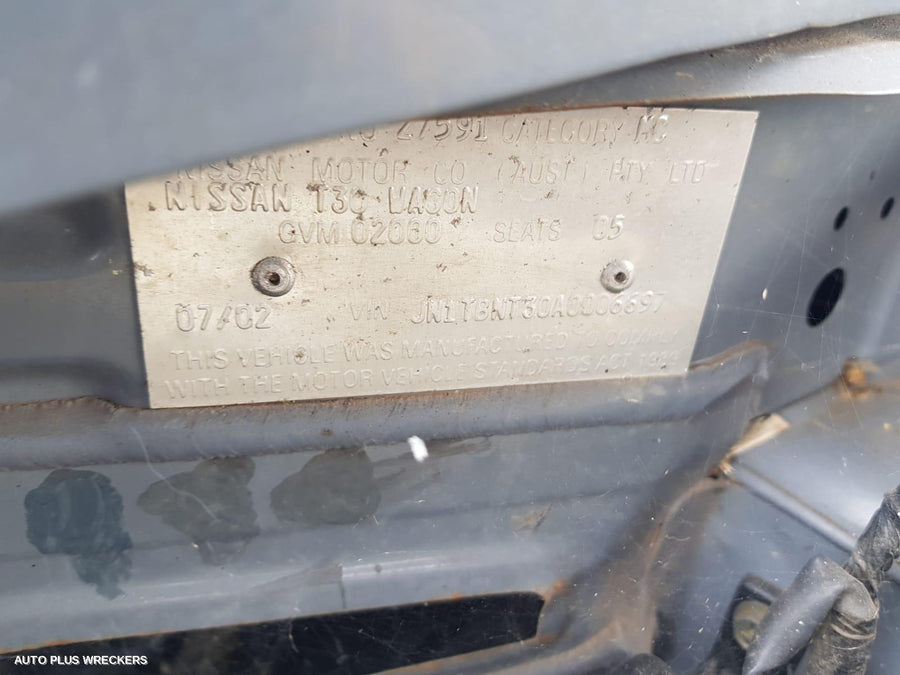 27591 CATEGORY MC
NISSAN MOTOR CO (AUST) PTY LTD
NISSAN T30 WAGON
GVM 02000 SEATS 05
07/02 VIN JN1TBNT30A0006697
THIS VEHICLE WAS MANUFACTURED TO COMPLY
WITH THE MOTOR VEHICLE STANDARDS ACT 1989
AUTO PLUS WRECKERS